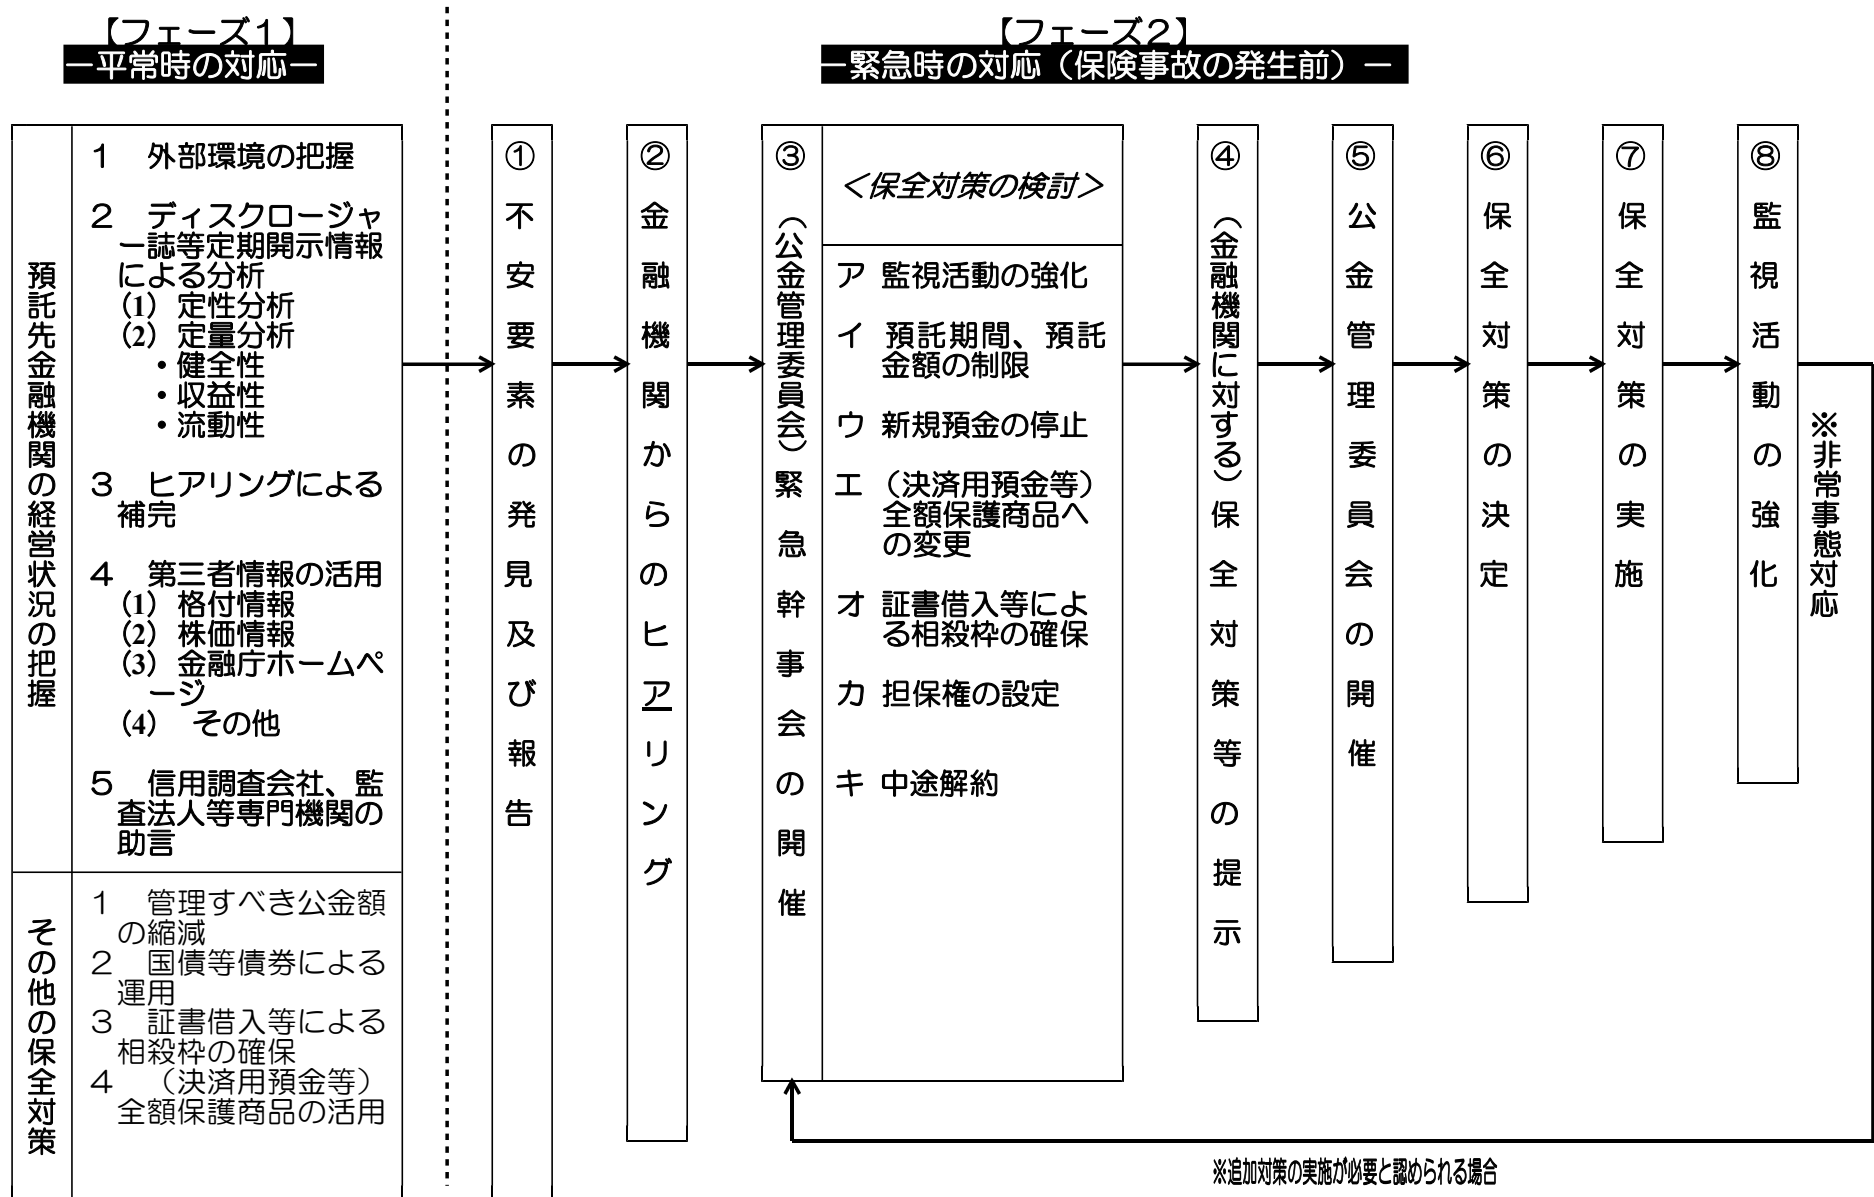 【フェーズ1】
－平常時の対応－
【フェーズ2】
－緊急時の対応（保険事故の発生前）－
預託先金融機関の経営状況の把握
1　外部環境の把握
2　ディスクロージャ
ー誌等定期開示情報
による分析
(1) 定性分析
(2) 定量分析
・健全性
・収益性
・流動性
3　ヒアリングによる
補完
4　第三者情報の活用
(1) 格付情報
(2) 株価情報
(3) 金融庁ホームペ
ージ
(4)　その他
5　信用調査会社、監
査法人等専門機関の
助言
その他の保全対策
1　管理すべき公金額
の縮減
2　国債等債券による
運用
3　証書借入等による
相殺枠の確保
4　（決済用預金等）
全額保護商品の活用
①不安要素の発見及び報告
②金融機関からのヒアリング
③（公金管理委員会）緊急幹事会の開催
＜保全対策の検討＞
ア 監視活動の強化
イ 預託期間、預託
金額の制限
ウ 新規預金の停止
エ （決済用預金等）
全額保護商品へ
の変更
オ 証書借入等によ
る相殺枠の確保
カ 担保権の設定
キ 中途解約
④（金融機関に対する）保全対策等の提示
⑤公金管理委員会の開催
⑥保全対策の決定
⑦保全対策の実施
⑧監視活動の強化
※非常事態対応
※追加対策の実施が必要と認められる場合